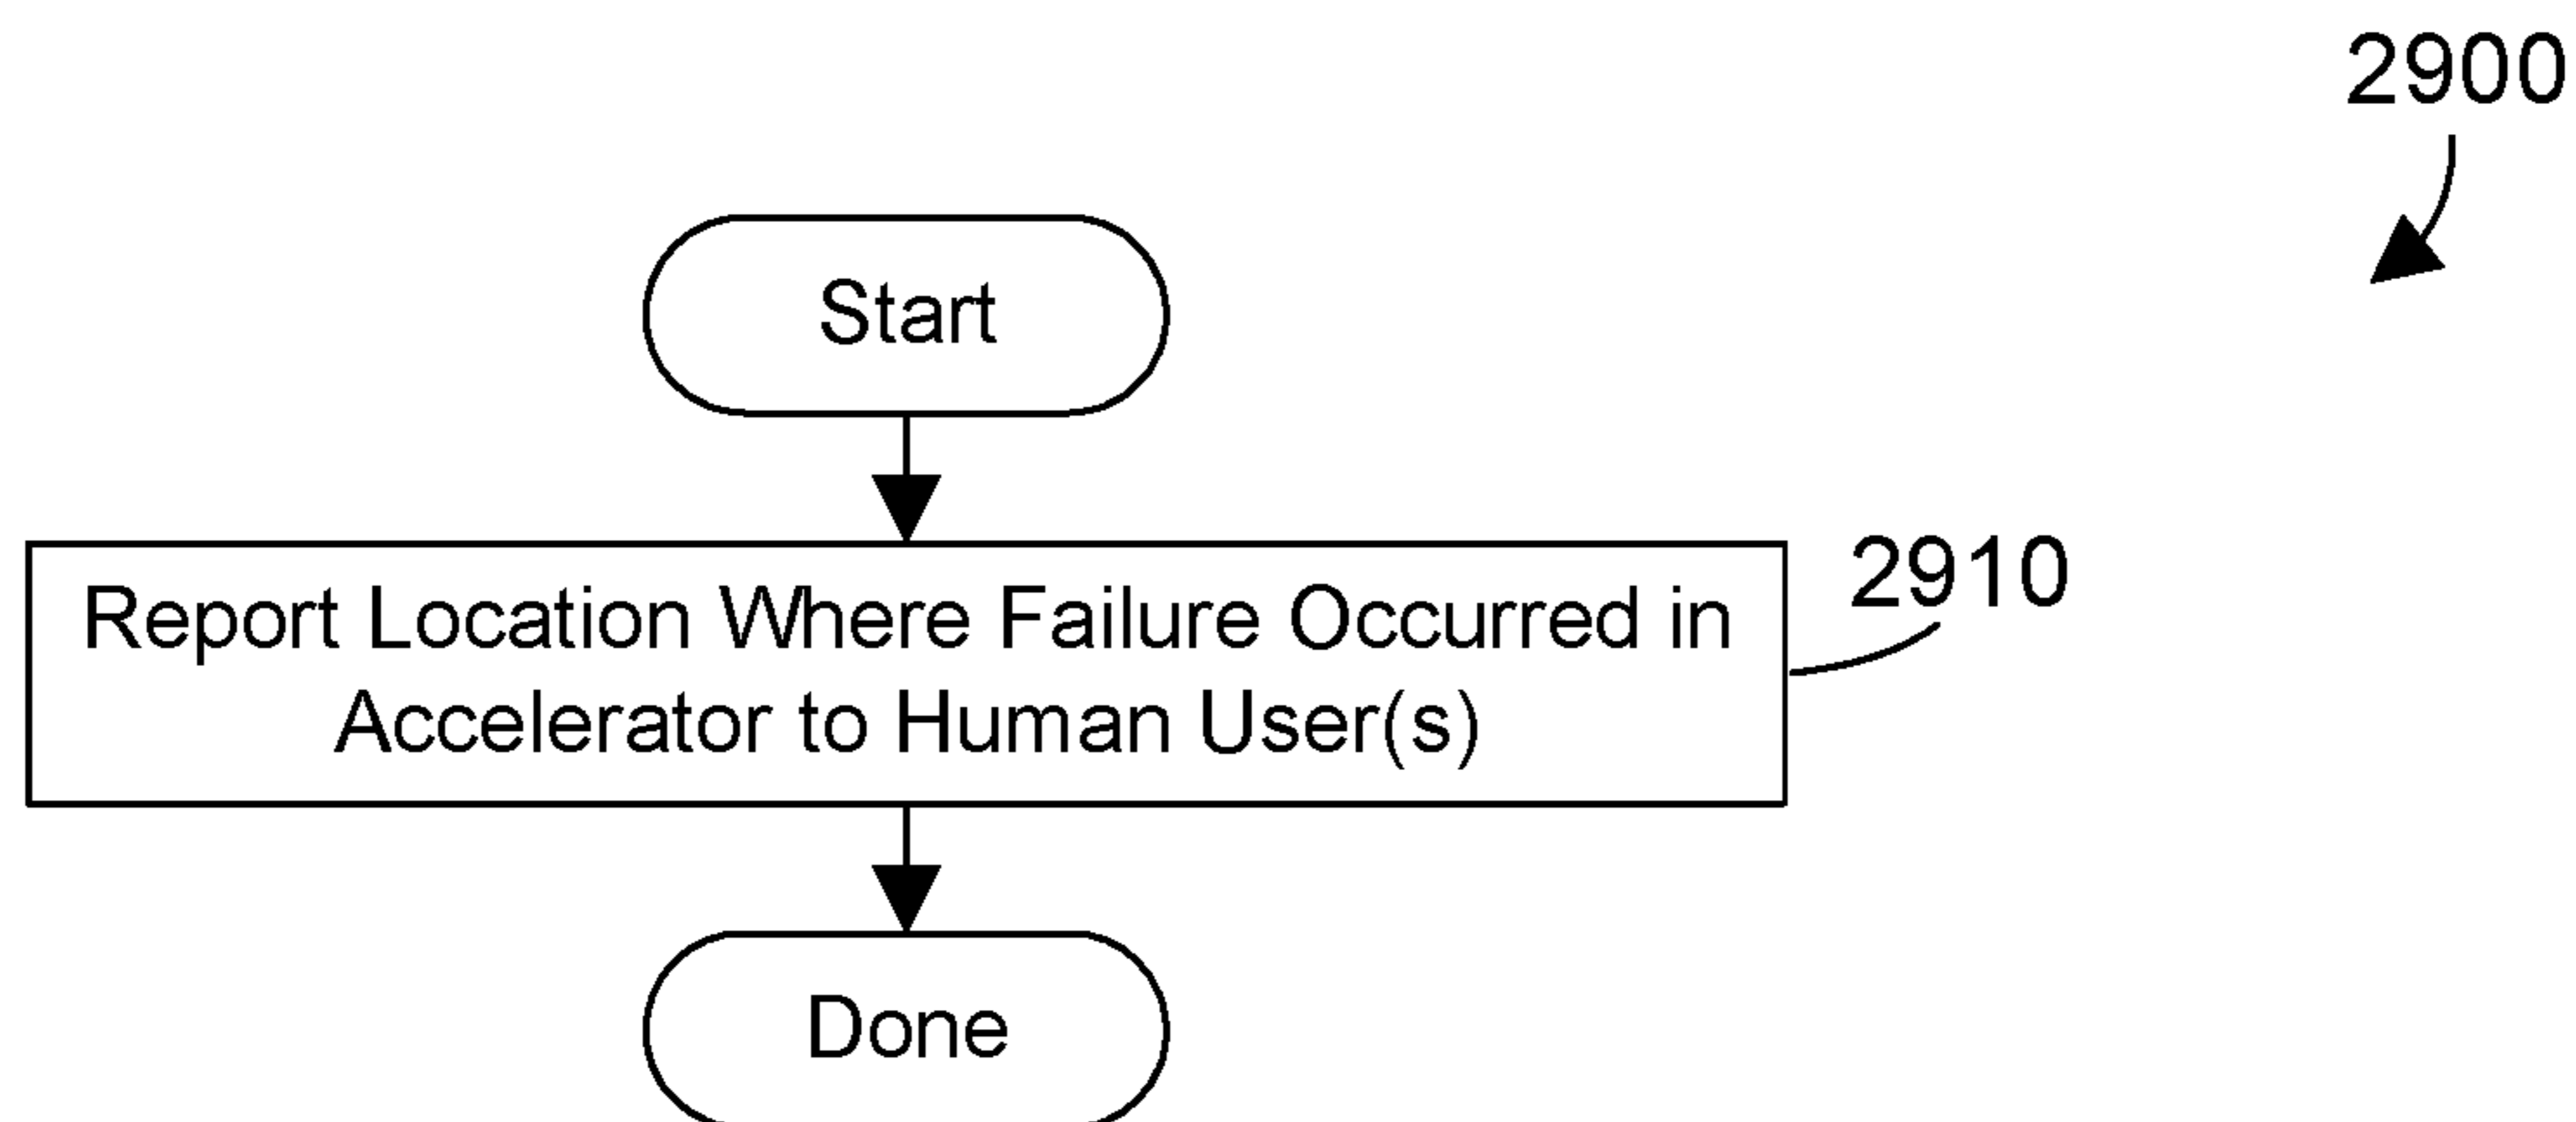 2900
Start
Report Location Where Failure Occurred in
Accelerator to Human User(s)
2910
Done